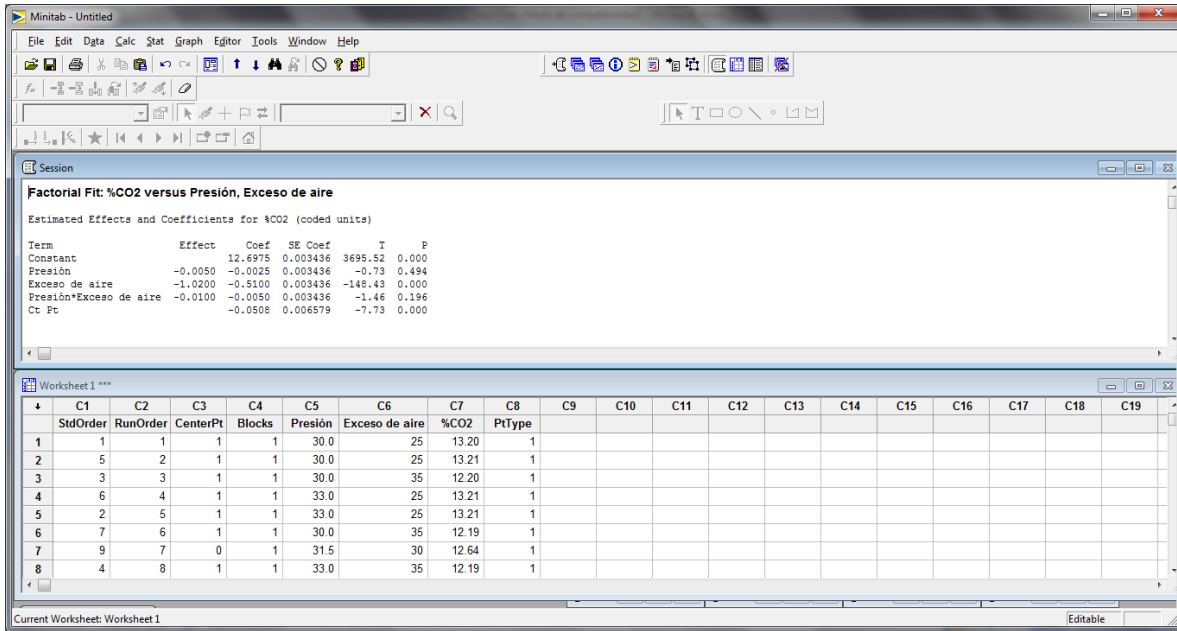 Minitab - Untitled
File Edit Data Calc Stat Graph Editor Tools Window Help
Session
Factorial Fit: %CO2 versus Presión, Exceso de aire
Estimated Effects and Coefficients for %CO2 (coded units)
Term Effect Coef SE Coef T P
Constant 12.6975 0.003436 3695.52 0.000
Presión -0.0050 -0.0025 0.003436 -0.73 0.494
Exceso de aire -1.0200 -0.5100 0.003436 -148.43 0.000
Presión*Exceso de aire -0.0100 -0.0050 0.003436 -1.46 0.196
Ct Pt -0.0508 0.006579 -7.73 0.000
Worksheet 1 ***
C1 C2 C3 C4 C5 C6 C7 C8 C9 C10 C11 C12 C13 C14 C15 C16 C17 C18 C19
StdOrder RunOrder CenterPt Blocks Presión Exceso de aire %CO2 PtType
1 1 1 1 1 30.0 25 13.20 1
2 5 2 1 1 30.0 25 13.21 1
3 3 3 1 1 30.0 35 12.20 1
4 6 4 1 1 33.0 25 13.21 1
5 2 5 1 1 33.0 25 13.21 1
6 7 6 1 1 30.0 35 12.19 1
7 9 7 0 1 31.5 30 12.64 1
8 4 8 1 1 33.0 35 12.19 1
Current Worksheet: Worksheet 1
Editable